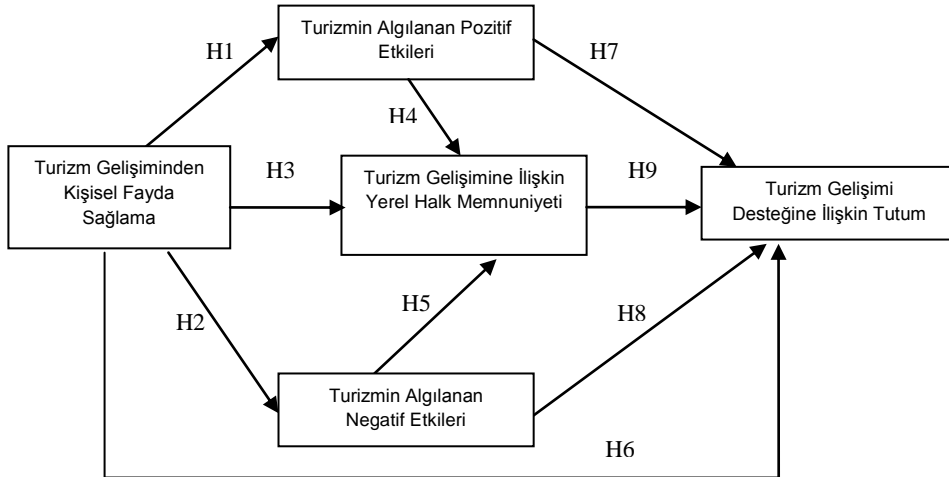 Turizmin Algılanan Pozitif
Etkileri
H1
H7
H4
Turizm Gelişiminden
Kişisel Fayda
Sağlama
H3
Turizm Gelişimine İlişkin
Yerel Halk Memnuniyeti
H9
Turizm Gelişimi
Desteğine İlişkin Tutum
H2
H5
H8
Turizmin Algılanan
Negatif Etkileri
H6